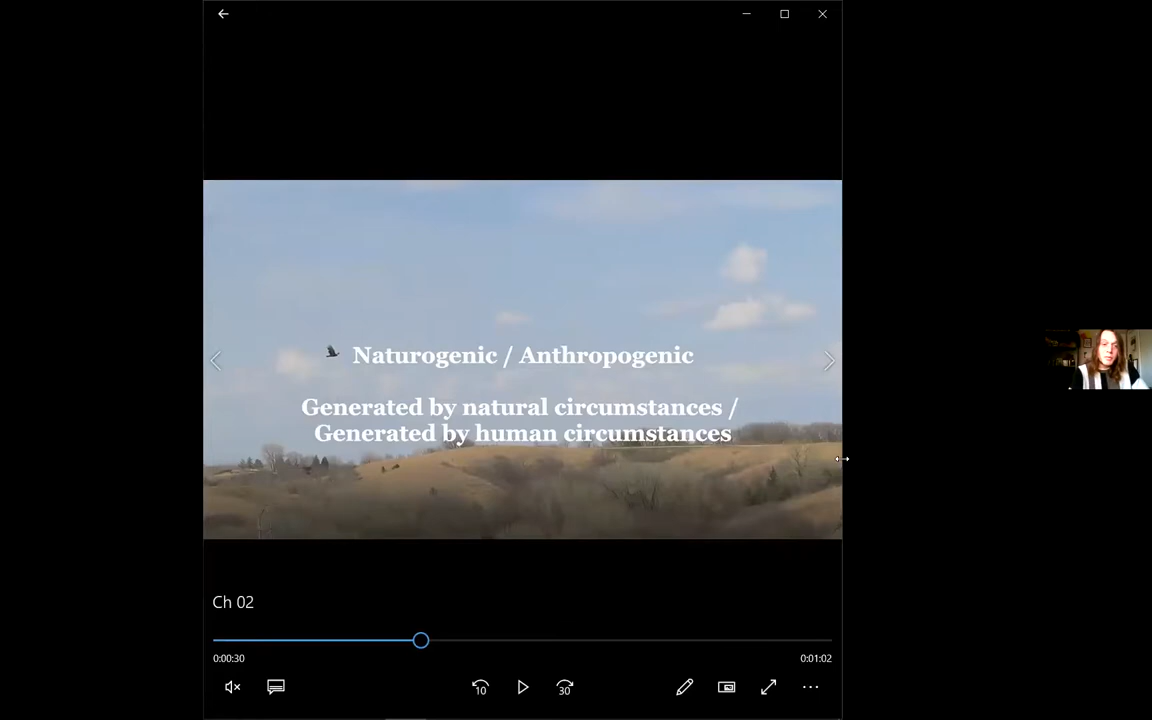 Naturogenic / Anthropogenic
Generated by natural circumstances /
Generated by human circumstances
Ch 02
0:00:30
0:01:02
10
30